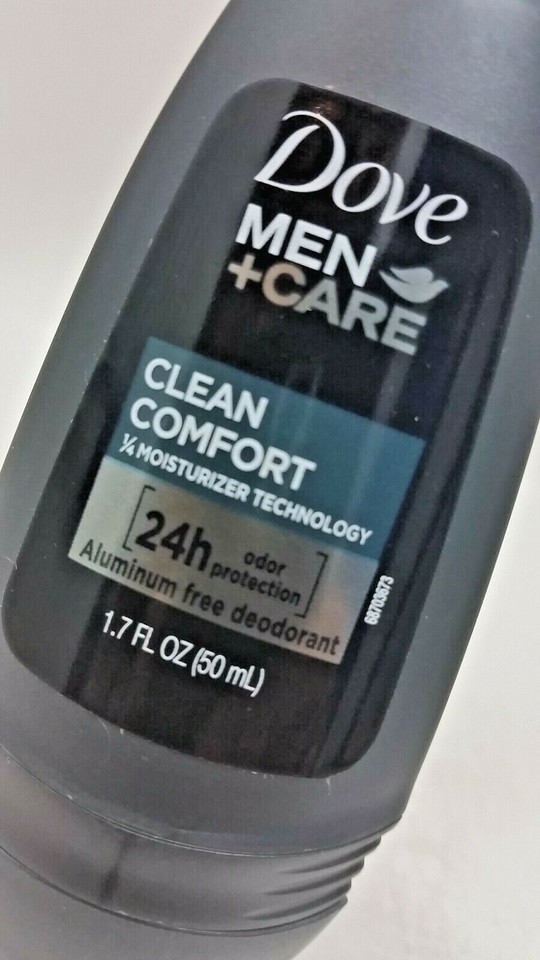 Dove
MEN
+CARE
CLEAN
COMFORT
¼ MOISTURIZER TECHNOLOGY
24h odor
protection
Aluminum free deodorant
68703673
1.7 FL OZ (50 mL)